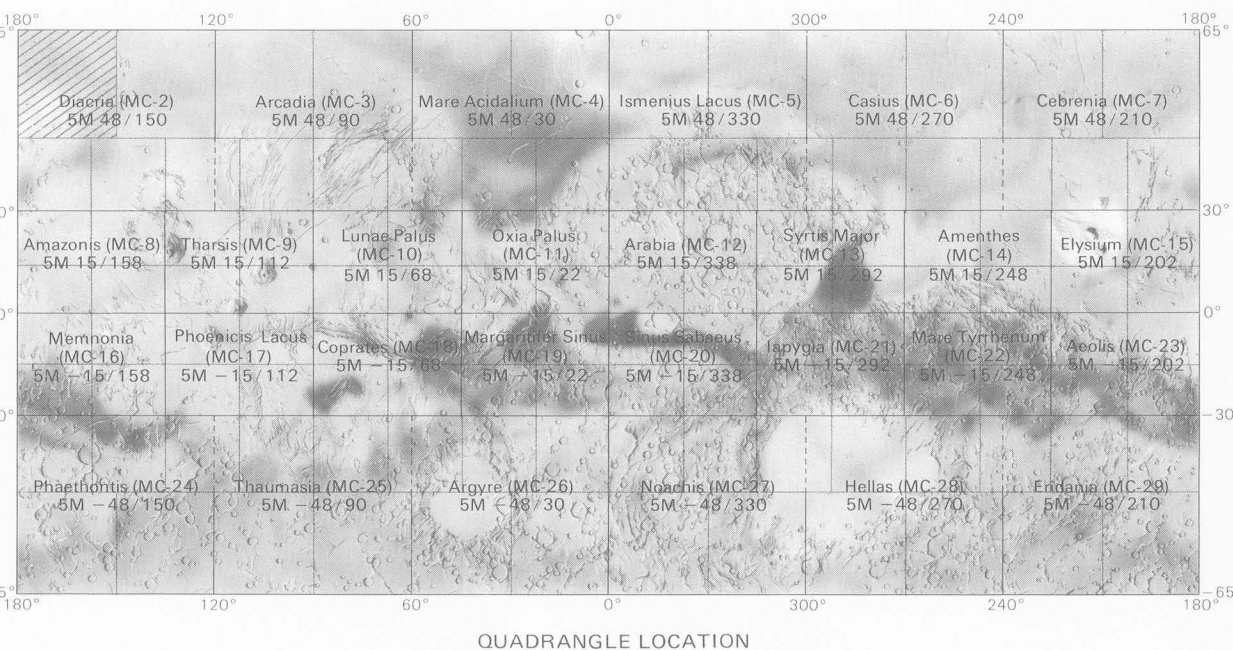 180° 120° 60° 0° 300° 240° 180°
5° 65°
Diacria (MC-2) Arcadia (MC-3) Mare Acidalium (MC-4) Ismenius Lacus (MC-5) Casius (MC-6) Cebrenia (MC-7)
5M 48/150 5M 48/90 5M 48/30 5M 48/330 5M 48/270 5M 48/210
0° 30°
Amazonis (MC-8) Tharsis (MC-9) Lunae Palus (MC-10) Oxia Palus (MC-11) Arabia (MC-12) Syrtis Major (MC-13) Amenthes (MC-14) Elysium (MC-15)
5M 15/158 5M 15/112 5M 15/68 5M 15/22 5M 15/338 5M 15/292 5M 15/248 5M 15/202
0° 0°
Memnonia (MC-16) Phoenicis Lacus (MC-17) Coprates (MC-18) Margaritifer Sinus (MC-19) Sinus Sabaeus (MC-20) Iapygia (MC-21) Mare Tyrrhenum (MC-22) Aeolis (MC-23)
5M −15/158 5M −15/112 5M −15/68 5M −15/22 5M −15/338 5M −15/292 5M −15/248 5M −15/202
0° −30°
Phaethontis (MC-24) Thaumasia (MC-25) Argyre (MC-26) Noachis (MC-27) Hellas (MC-28) Eridania (MC-29)
5M −48/150 5M −48/90 5M −48/30 5M −48/330 5M −48/270 5M −48/210
5° −65°
180° 120° 60° 0° 300° 240° 180°
QUADRANGLE LOCATION